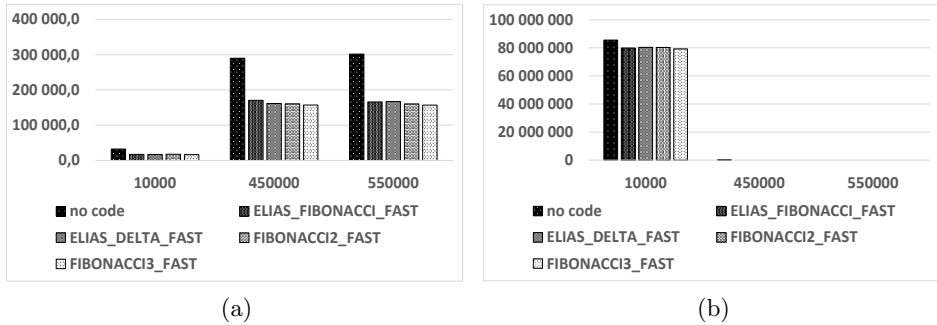 400 000,0
300 000,0
200 000,0
100 000,0
0,0
10000 450000 550000
no code ELIAS_FIBONACCI_FAST
ELIAS_DELTA_FAST FIBONACCI2_FAST
FIBONACCI3_FAST
(a)
100 000 000
80 000 000
60 000 000
40 000 000
20 000 000
0
10000 450000 550000
no code ELIAS_FIBONACCI_FAST
ELIAS_DELTA_FAST FIBONACCI2_FAST
FIBONACCI3_FAST
(b)